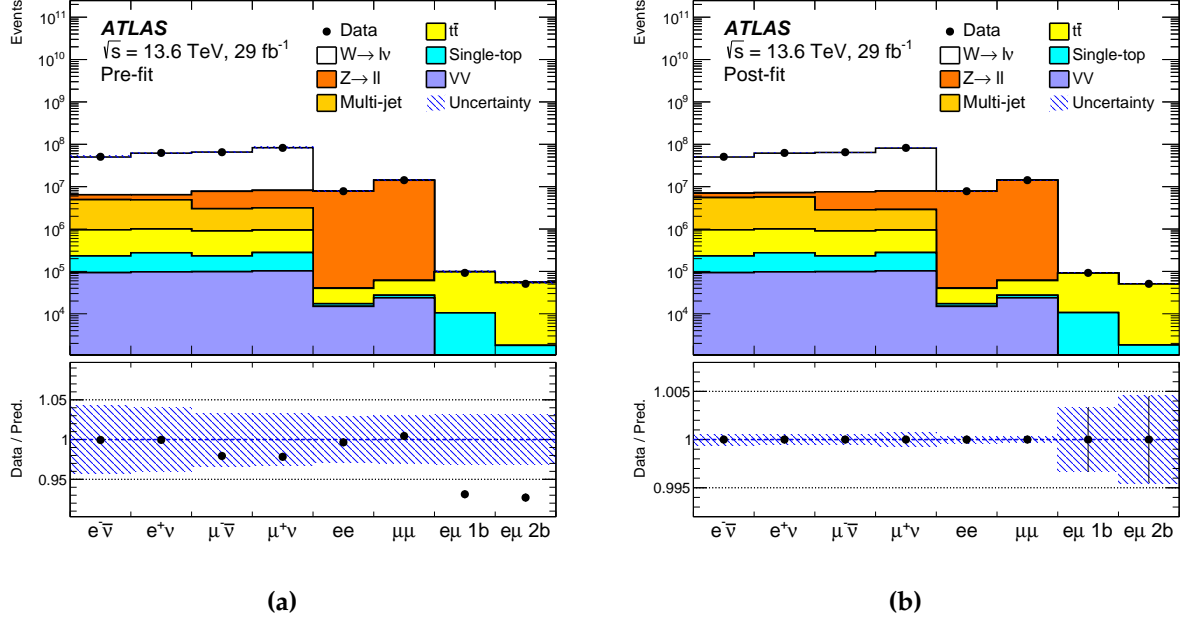 Events
10¹¹
10¹⁰
10⁹
10⁸
10⁷
10⁶
10⁵
10⁴
ATLAS
√s = 13.6 TeV, 29 fb⁻¹
Pre-fit
Data
W→ lν
Z→ ll
Multi-jet
tt̄
Single-top
VV
Uncertainty
Data / Pred.
1.05
1
0.95
e⁻ν̄ e⁺ν μ⁻ν̄ μ⁺ν ee μμ eμ 1b eμ 2b
(a)
Events
10¹¹
10¹⁰
10⁹
10⁸
10⁷
10⁶
10⁵
10⁴
ATLAS
√s = 13.6 TeV, 29 fb⁻¹
Post-fit
Data
W→ lν
Z→ ll
Multi-jet
tt̄
Single-top
VV
Uncertainty
Data / Pred.
1.005
1
0.995
e⁻ν̄ e⁺ν μ⁻ν̄ μ⁺ν ee μμ eμ 1b eμ 2b
(b)